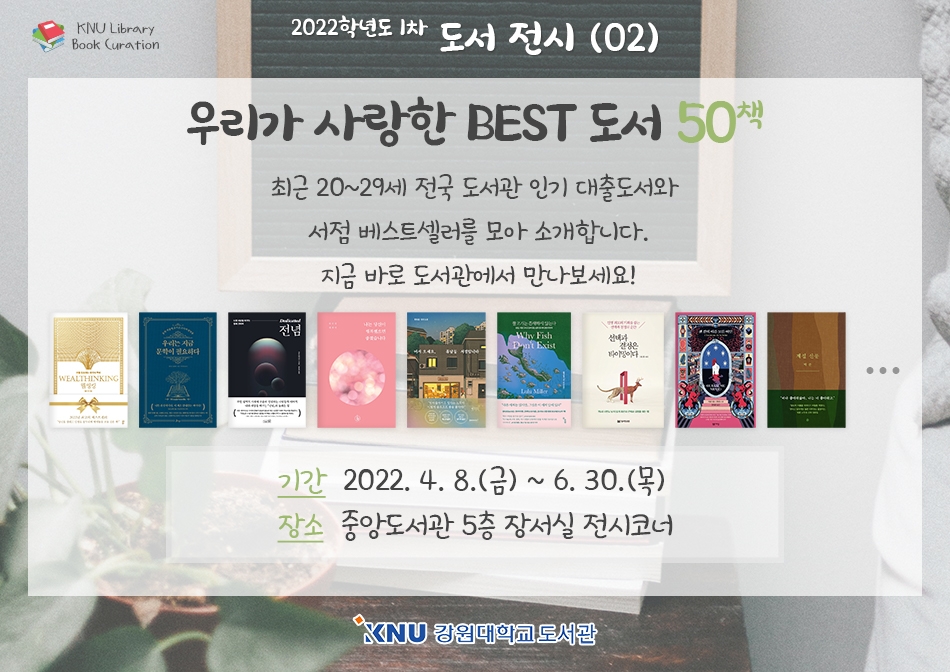 KNU Library
Book Curation
2022학년도 1차 도서 전시 (02)
우리가 사랑한 BEST 도서 50책
최근 20~29세 전국 도서관 인기 대출도서와
서점 베스트셀러를 모아 소개합니다.
지금 바로 도서관에서 만나보세요!
WEALTHINKING
웰씽킹
우리는 지금
문학이 필요하다
Dedicated
전념
Why Fish
Don't Exist
Lulu Miller
선택과
결정은
타이밍이다
기간 2022. 4. 8.(금) ~ 6. 30.(목)
장소 중앙도서관 5층 장서실 전시코너
KNU 강원대학교 도서관